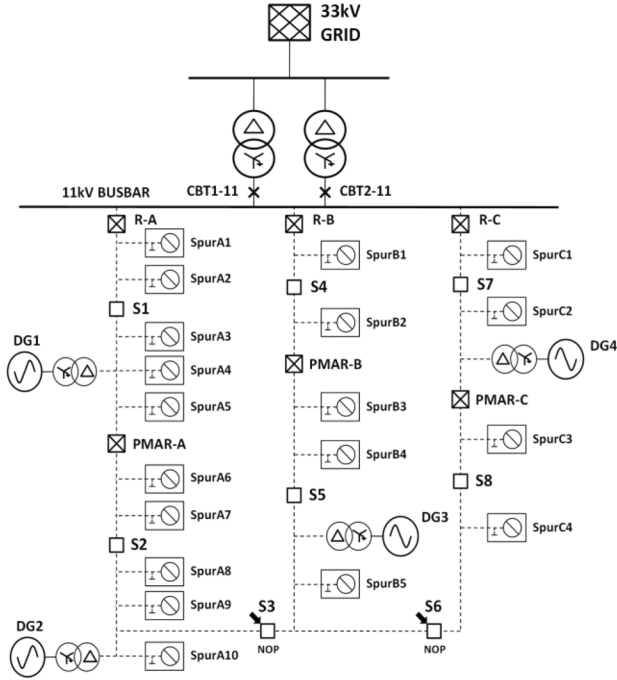 33kV
GRID
CBT1-11
CBT2-11
11kV BUSBAR
R-A
R-B
R-C
SpurA1
SpurB1
SpurC1
SpurA2
S1
S4
S7
SpurC2
SpurA3
SpurB2
DG1
SpurA4
PMAR-B
DG4
SpurA5
SpurB3
PMAR-C
PMAR-A
SpurC3
SpurA6
SpurB4
SpurA7
S5
S8
S2
DG3
SpurC4
SpurA8
SpurB5
SpurA9
S3
S6
DG2
NOP
NOP
SpurA10